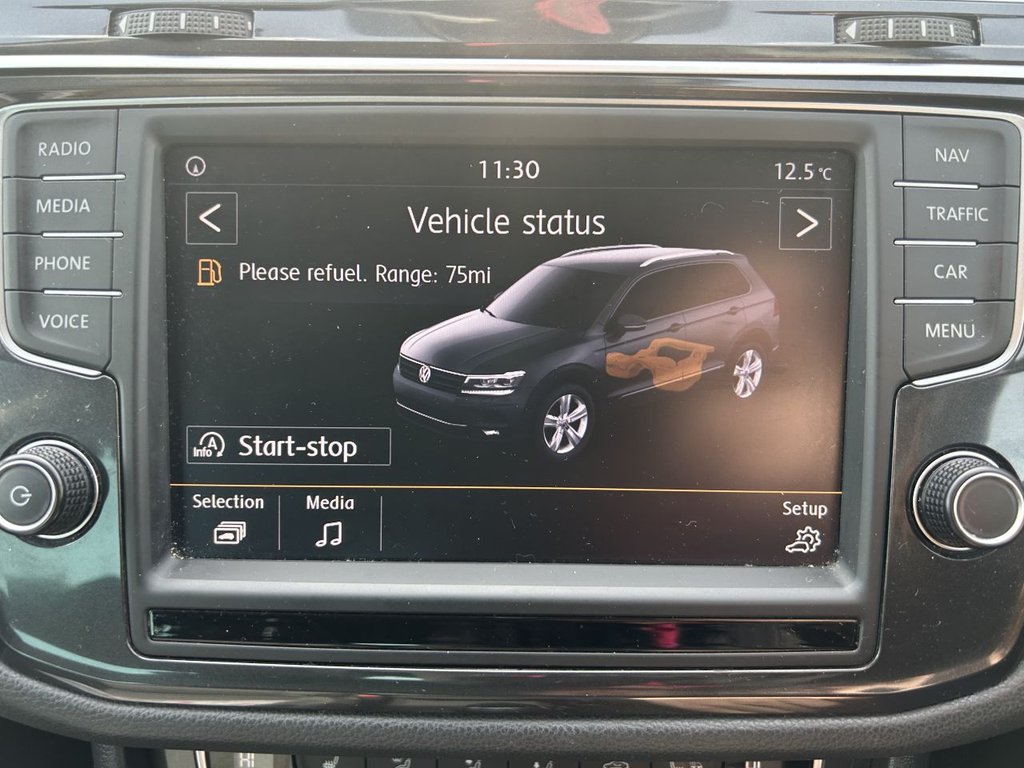 RADIO
MEDIA
PHONE
VOICE
11:30
12.5°C
Vehicle status
Please refuel. Range: 75mi
A
Info
Start-stop
Selection
Media
Setup
NAV
TRAFFIC
CAR
MENU
HI